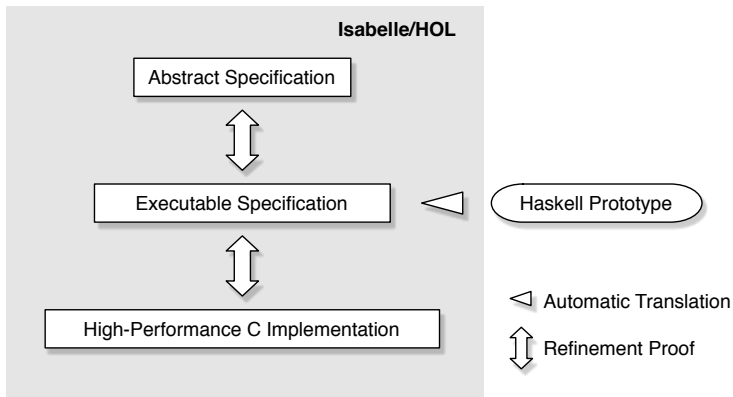 Isabelle/HOL
Abstract Specification
Executable Specification
Haskell Prototype
High-Performance C Implementation
Automatic Translation
Refinement Proof